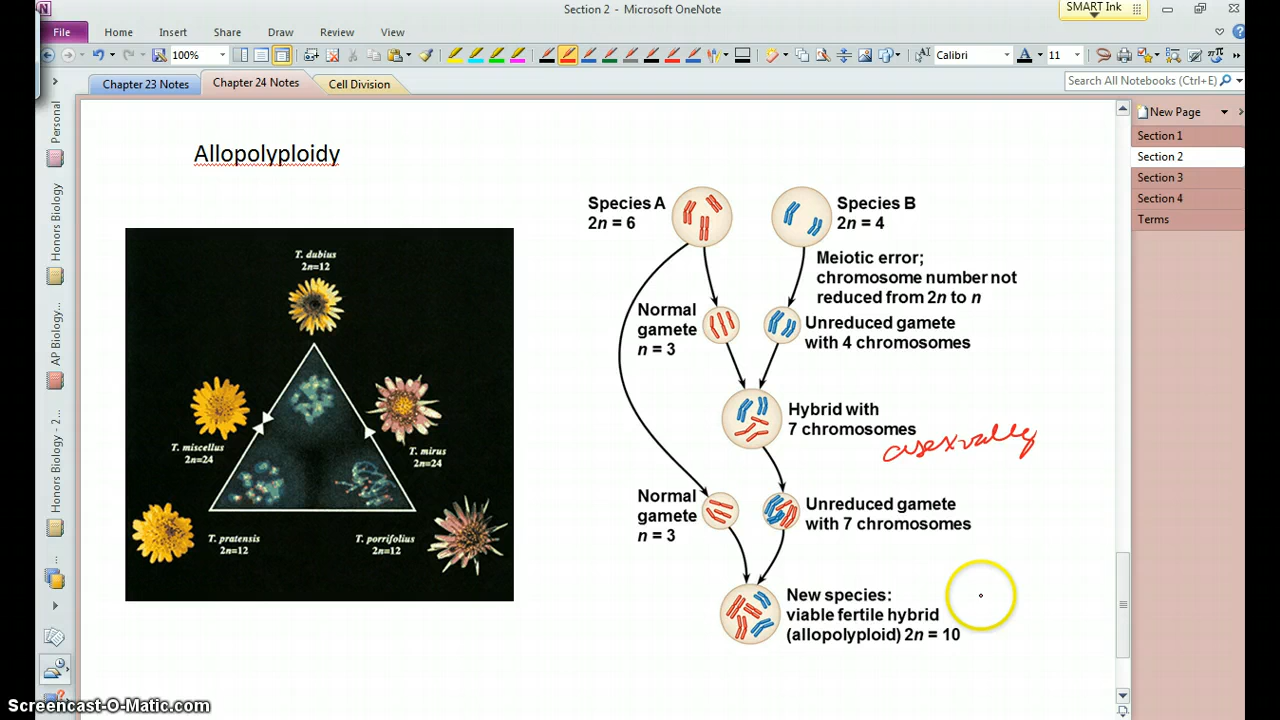 Section 2 - Microsoft OneNote
SMART Ink
File Home Insert Share Draw Review View
100%
Calibri
11
Chapter 23 Notes
Chapter 24 Notes
Cell Division
Search All Notebooks (Ctrl+E)
New Page
Section 1
Section 2
Section 3
Section 4
Terms
Personal
Honors Biology
AP Biology...
Honors Biology - 2...
Allopolyploidy
T. dubius
2n=12
T. miscellus
2n=24
T. mirus
2n=24
T. pratensis
2n=12
T. porrifolius
2n=12
Species A
2n = 6
Species B
2n = 4
Meiotic error;
chromosome number not
reduced from 2n to n
Normal
gamete
n = 3
Unreduced gamete
with 4 chromosomes
Hybrid with
7 chromosomes
asexually
Normal
gamete
n = 3
Unreduced gamete
with 7 chromosomes
New species:
viable fertile hybrid
(allopolyploid) 2n = 10
Screencast-O-Matic.com